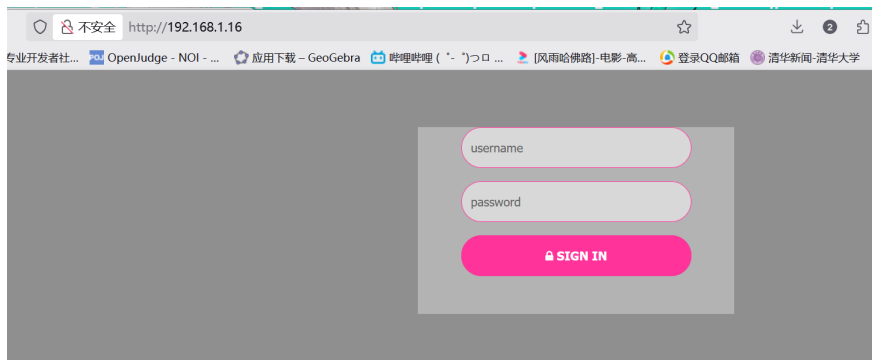 不安全 http://192.168.1.16 2
专业开发者社... POJ OpenJudge - NOI - ... 应用下载 – GeoGebra 哔哩哔哩 ( ゜- ゜)つロ ... [风雨哈佛路]-电影-高... 登录QQ邮箱 清华新闻-清华大学
username
password
SIGN IN